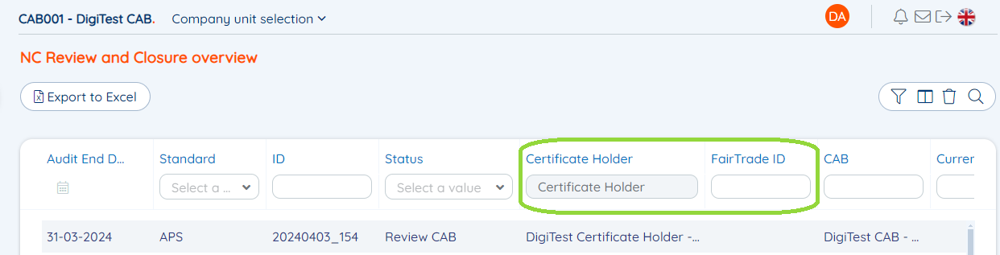 CAB001 - DigiTest CAB. Company unit selection DA
NC Review and Closure overview
Export to Excel
Audit End D... Standard ID Status Certificate Holder FairTrade ID CAB Currer
Select a ... Select a value Certificate Holder
31-03-2024 APS 20240403_154 Review CAB DigiTest Certificate Holder -... DigiTest CAB - ...